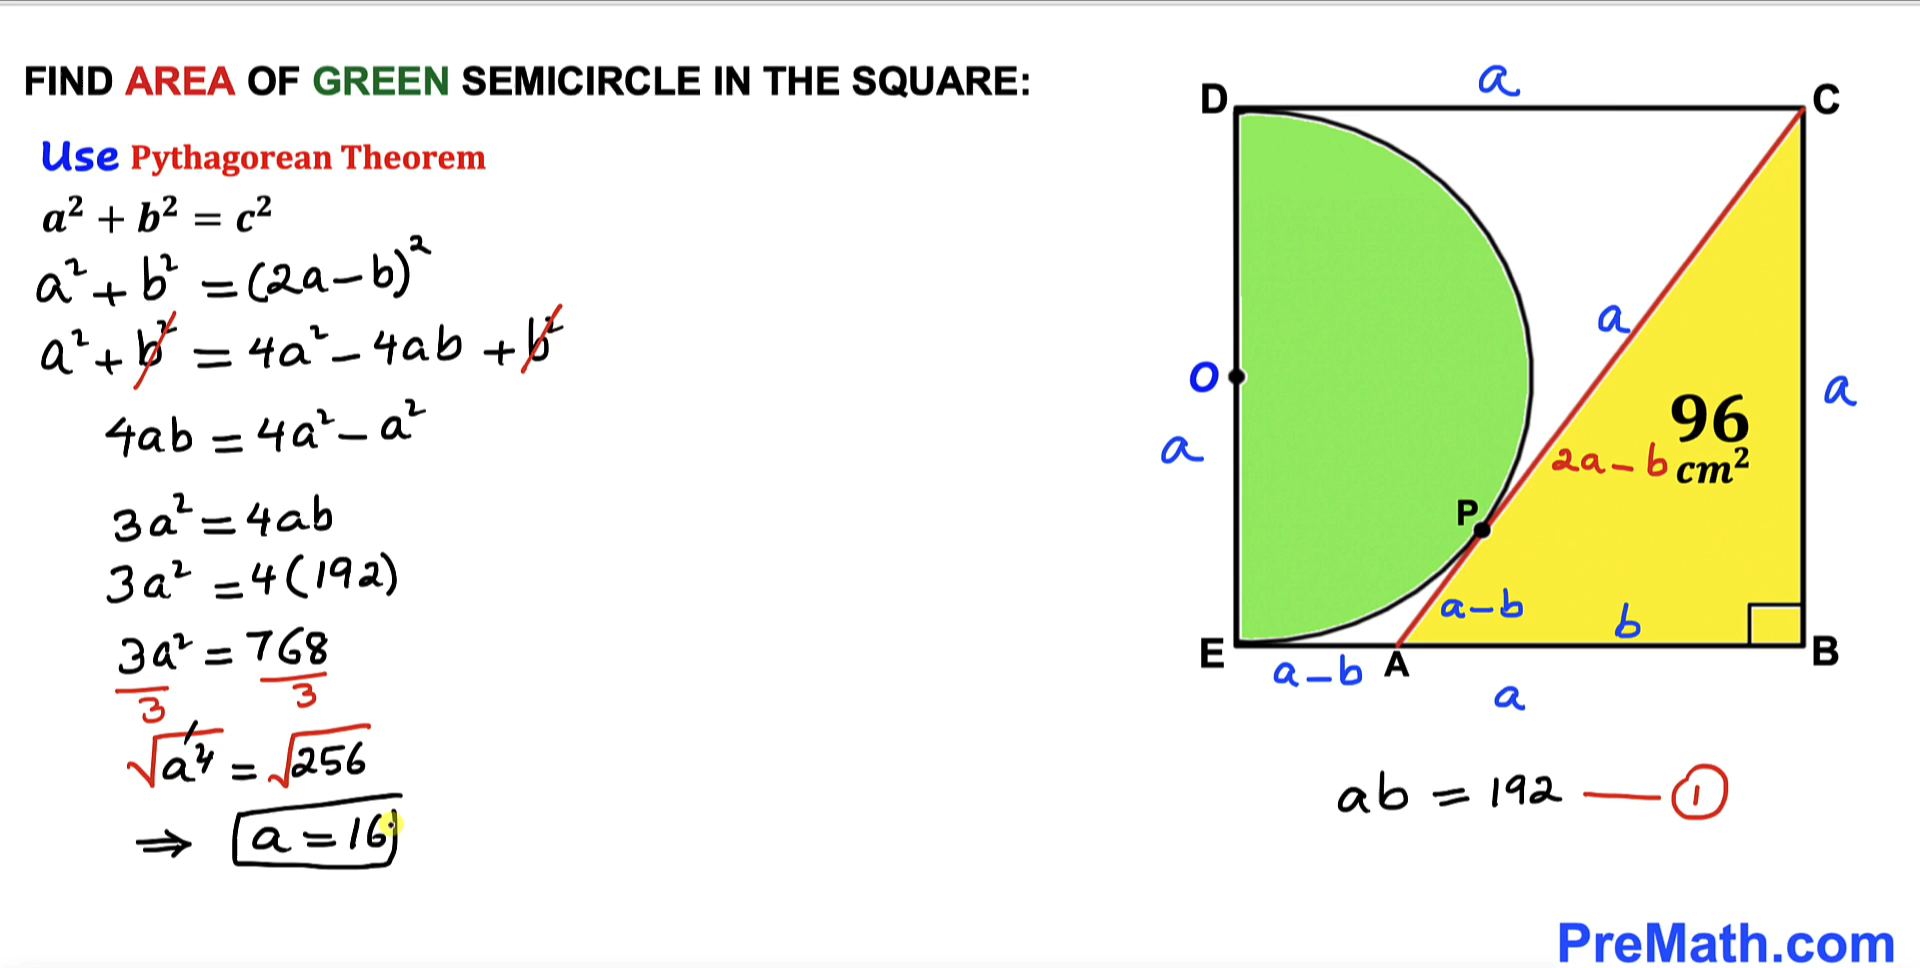 FIND AREA OF GREEN SEMICIRCLE IN THE SQUARE:
Use Pythagorean Theorem
a² + b² = c²
a² + b² = (2a – b)²
a² + b² = 4a² – 4ab + b²
4ab = 4a² – a²
3a² = 4ab
3a² = 4(192)
3a² = 768
3 3
√a² = √256
⇒ a = 16
D
a
C
O
a
a
a
96
2a – b cm²
P
a – b
b
E
a – b
A
a
B
ab = 192 — ①
PreMath.com